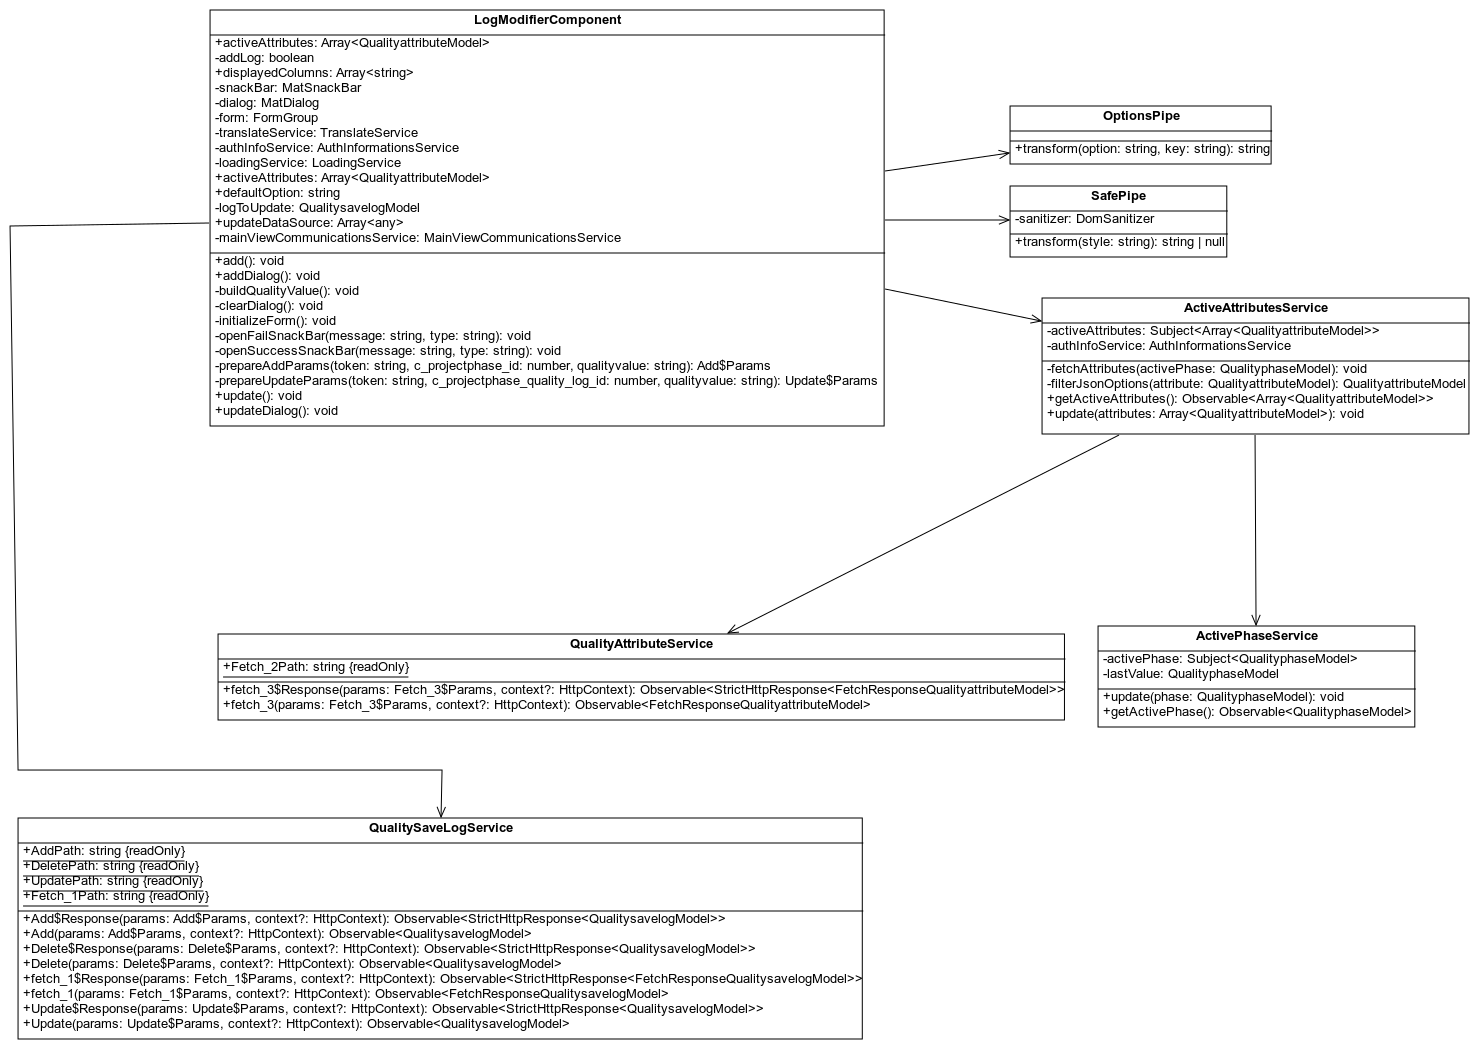 LogModifierComponent
+activeAttributes: Array<QualityattributeModel>
-addLog: boolean
+displayedColumns: Array<string>
-snackBar: MatSnackBar
-dialog: MatDialog
-form: FormGroup
-translateService: TranslateService
-authInfoService: AuthInformationsService
-loadingService: LoadingService
+activeAttributes: Array<QualityattributeModel>
+defaultOption: string
-logToUpdate: QualitysavelogModel
+updateDataSource: Array<any>
-mainViewCommunicationsService: MainViewCommunicationsService
+add(): void
+addDialog(): void
-buildQualityValue(): void
-clearDialog(): void
-initializeForm(): void
-openFailSnackBar(message: string, type: string): void
-openSuccessSnackBar(message: string, type: string): void
-prepareAddParams(token: string, c_projectphase_id: number, qualityvalue: string): Add$Params
-prepareUpdateParams(token: string, c_projectphase_quality_log_id: number, qualityvalue: string): Update$Params
+update(): void
+updateDialog(): void
OptionsPipe
+transform(option: string, key: string): string
SafePipe
-sanitizer: DomSanitizer
+transform(style: string): string | null
ActiveAttributesService
-activeAttributes: Subject<Array<QualityattributeModel>>
-authInfoService: AuthInformationsService
-fetchAttributes(activePhase: QualityphaseModel): void
-filterJsonOptions(attribute: QualityattributeModel): QualityattributeModel
+getActiveAttributes(): Observable<Array<QualityattributeModel>>
+update(attributes: Array<QualityattributeModel>): void
QualityAttributeService
+Fetch_2Path: string {readOnly}
+fetch_3$Response(params: Fetch_3$Params, context?: HttpContext): Observable<StrictHttpResponse<FetchResponseQualityattributeModel>>
+fetch_3(params: Fetch_3$Params, context?: HttpContext): Observable<FetchResponseQualityattributeModel>
ActivePhaseService
-activePhase: Subject<QualityphaseModel>
-lastValue: QualityphaseModel
+update(phase: QualityphaseModel): void
+getActivePhase(): Observable<QualityphaseModel>
QualitySaveLogService
+AddPath: string {readOnly}
+DeletePath: string {readOnly}
+UpdatePath: string {readOnly}
+Fetch_1Path: string {readOnly}
+Add$Response(params: Add$Params, context?: HttpContext): Observable<StrictHttpResponse<QualitysavelogModel>>
+Add(params: Add$Params, context?: HttpContext): Observable<QualitysavelogModel>
+Delete$Response(params: Delete$Params, context?: HttpContext): Observable<StrictHttpResponse<QualitysavelogModel>>
+Delete(params: Delete$Params, context?: HttpContext): Observable<QualitysavelogModel>
+fetch_1$Response(params: Fetch_1$Params, context?: HttpContext): Observable<StrictHttpResponse<FetchResponseQualitysavelogModel>>
+fetch_1(params: Fetch_1$Params, context?: HttpContext): Observable<FetchResponseQualitysavelogModel>
+Update$Response(params: Update$Params, context?: HttpContext): Observable<StrictHttpResponse<QualitysavelogModel>>
+Update(params: Update$Params, context?: HttpContext): Observable<QualitysavelogModel>